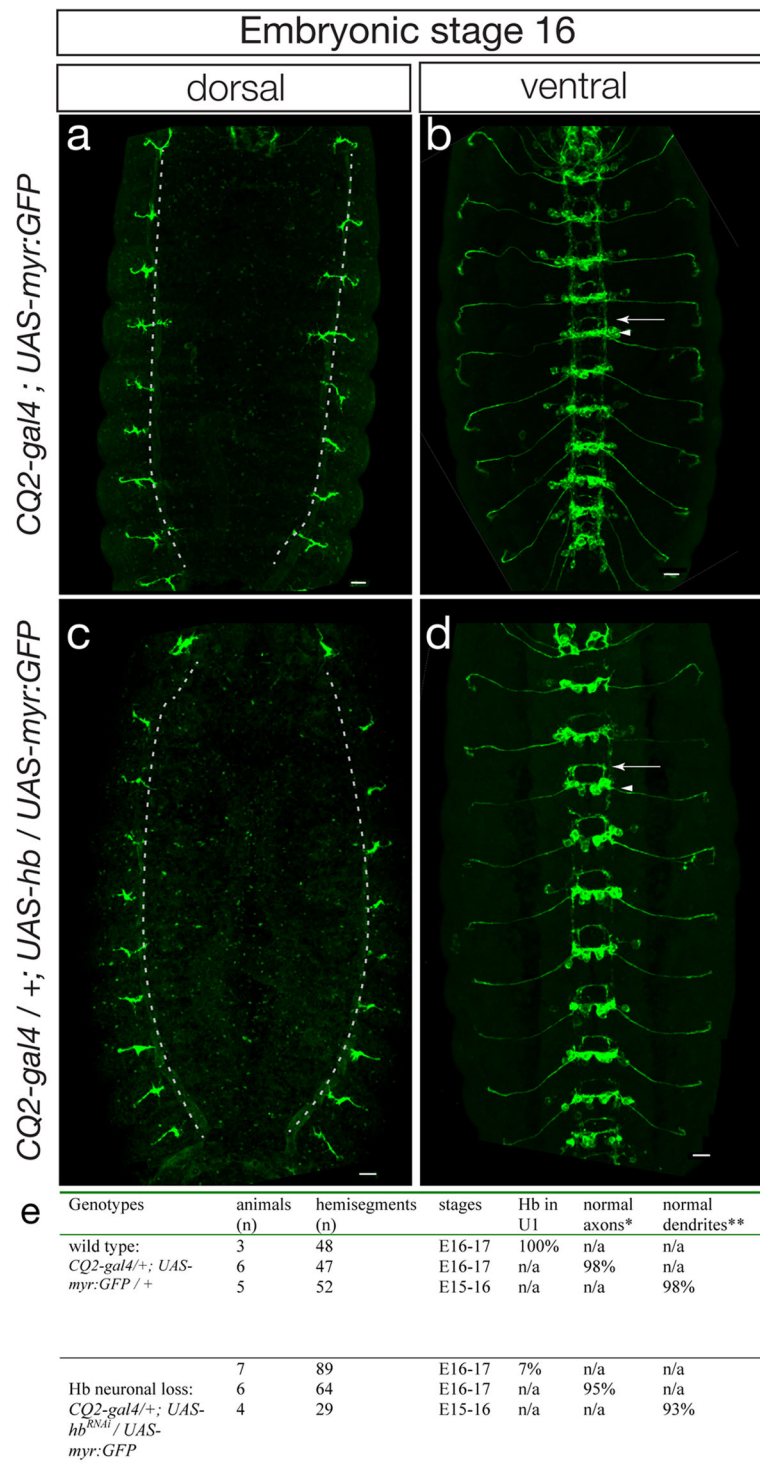 Embryonic stage 16
dorsal
ventral
CQ2-gal4 ; UAS-myr:GFP
a
b
CQ2-gal4 / +; UAS-hb / UAS-myr:GFP
c
d
e
Genotypes animals (n) hemisegments (n) stages Hb in U1 normal axons* normal dendrites**
wild type: 3 48 E16-17 100% n/a n/a
CQ2-gal4/+; UAS- 6 47 E16-17 n/a 98% n/a
myr:GFP / + 5 52 E15-16 n/a n/a 98%
7 89 E16-17 7% n/a n/a
Hb neuronal loss: 6 64 E16-17 n/a 95% n/a
CQ2-gal4/+; UAS- 4 29 E15-16 n/a n/a 93%
hbRNAi / UAS-
myr:GFP